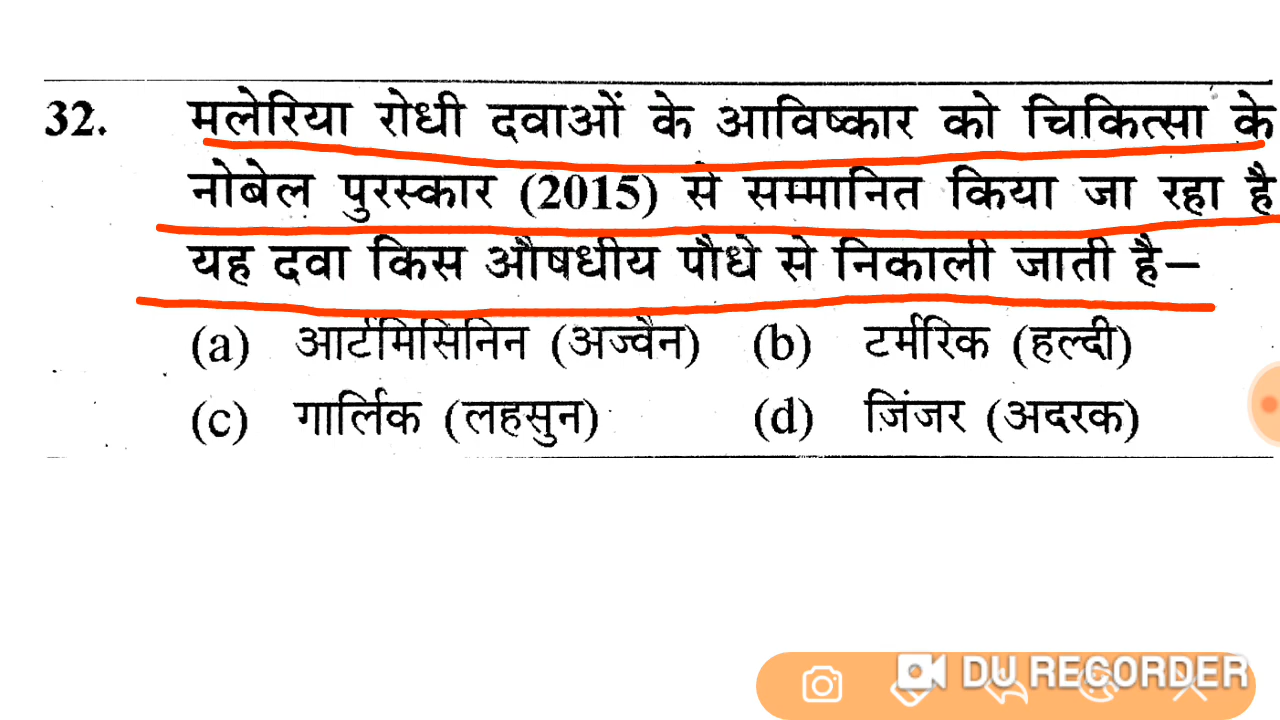 32. मलेरिया रोधी दवाओं के आविष्कार को चिकित्सा के
नोबेल पुरस्कार (2015) से सम्मानित किया जा रहा है
यह दवा किस औषधीय पौधे से निकाली जाती है–
(a) आर्टमिसिनिन (अज्वैन) (b) टर्मरिक (हल्दी)
(c) गार्लिक (लहसुन) (d) जिंजर (अदरक)
DU RECORDER